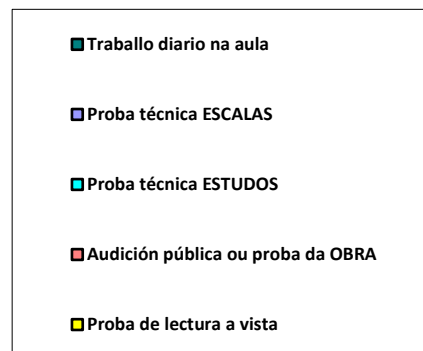 Traballo diario na aula
Proba técnica ESCALAS
Proba técnica ESTUDOS
Audición pública ou proba da OBRA
Proba de lectura a vista